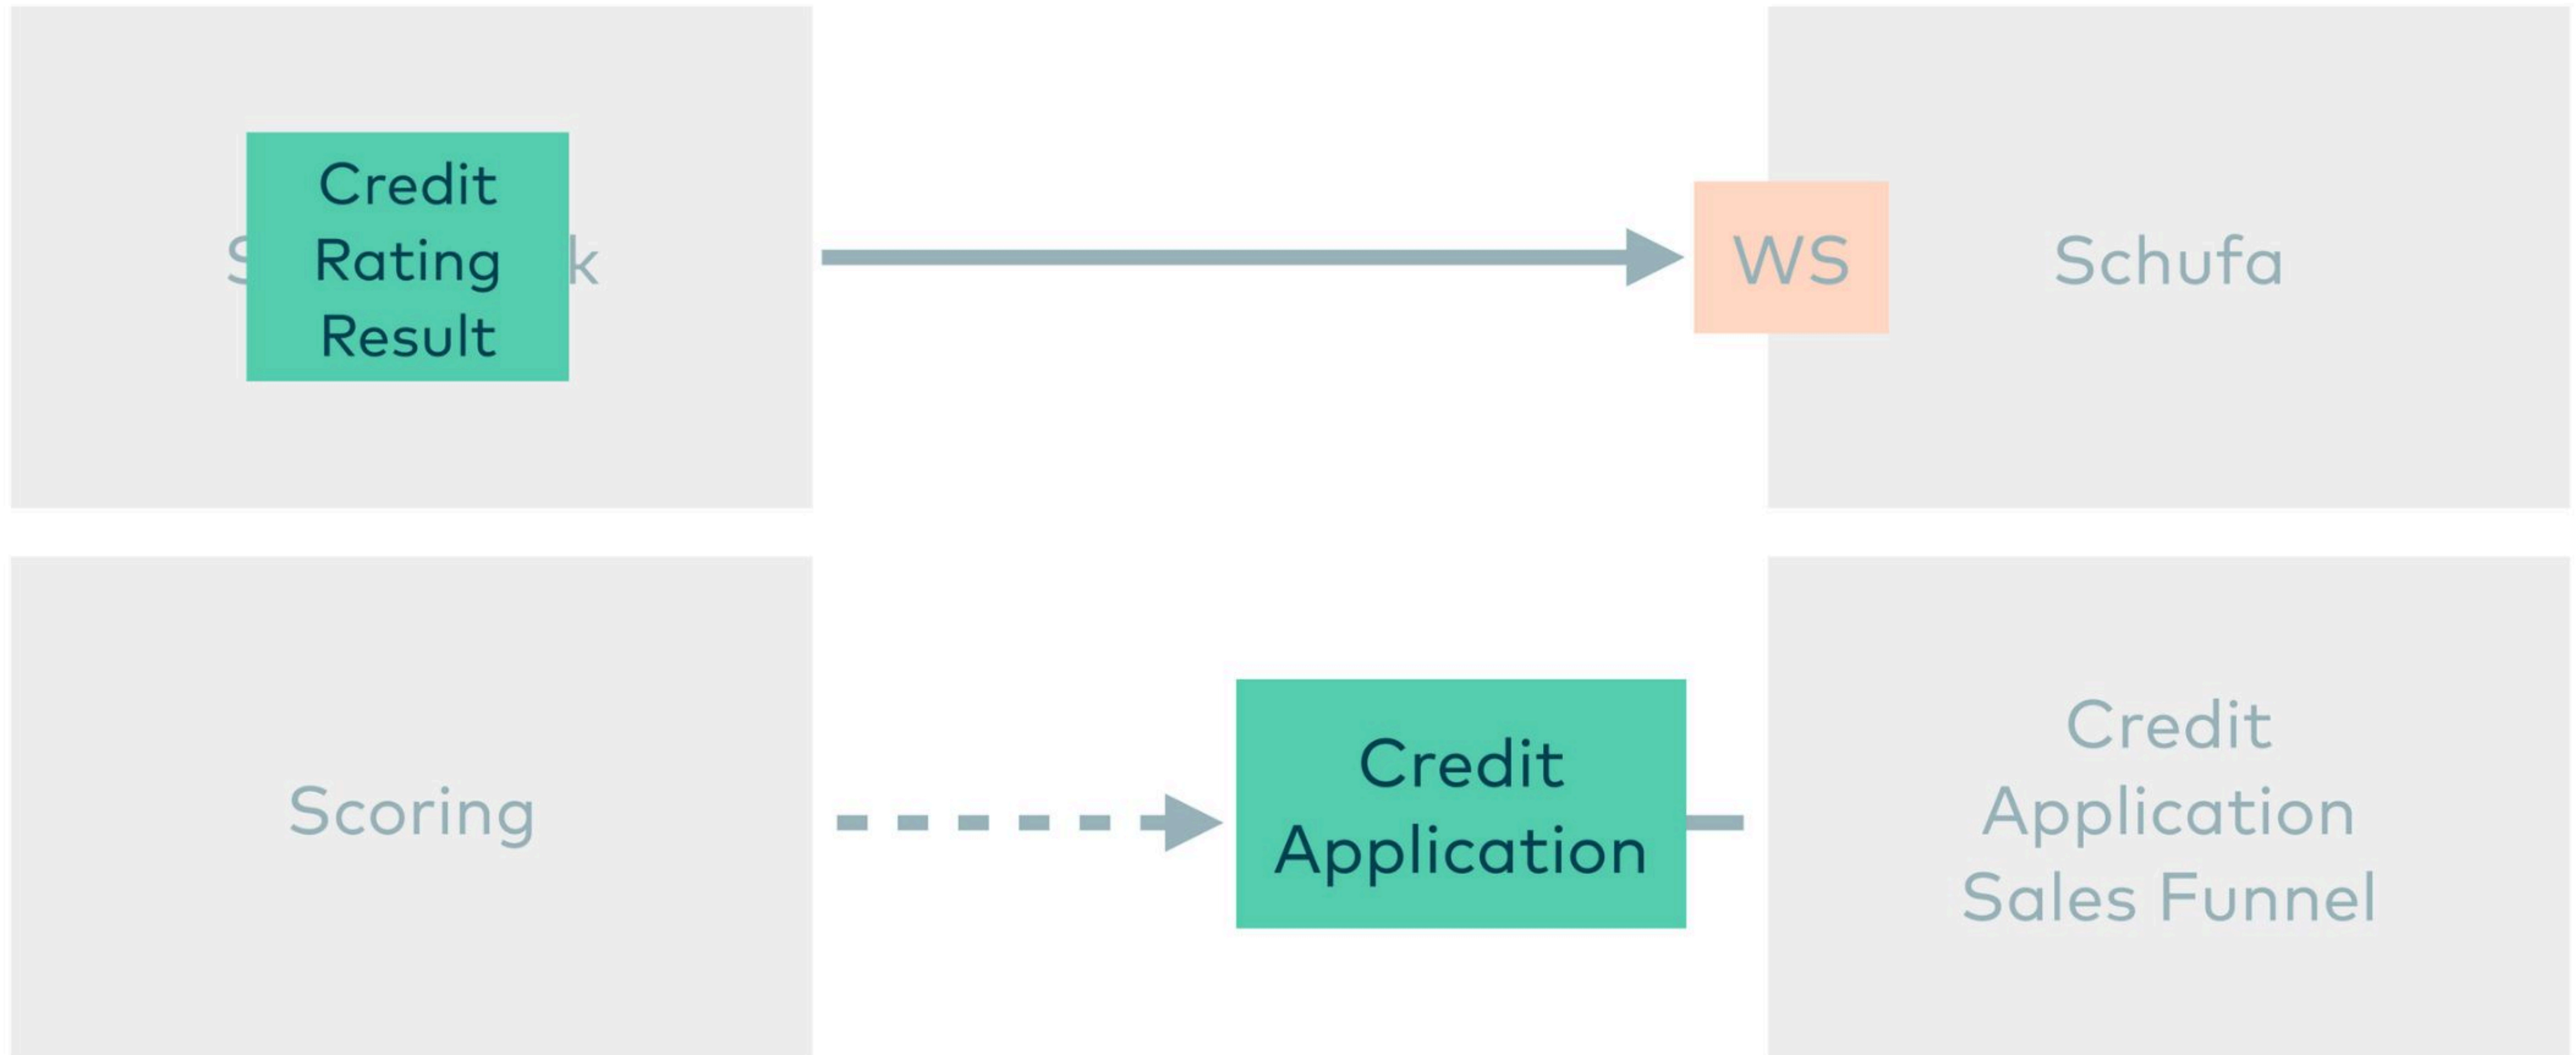 Credit
Rating
Result
WS
Schufa
Scoring
Credit
Application
Credit
Application
Sales Funnel